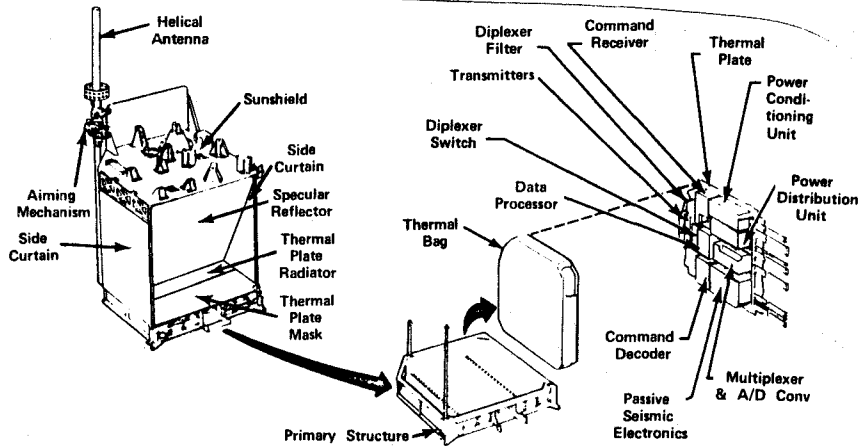 Helical
Antenna
Sunshield
Side
Curtain
Aiming
Mechanism
Specular
Reflector
Side
Curtain
Thermal
Plate
Radiator
Thermal
Plate
Mask
Primary Structure
Thermal
Bag
Diplexer
Filter
Command
Receiver
Thermal
Plate
Transmitters
Power
Condi-
tioning
Unit
Diplexer
Switch
Data
Processor
Power
Distribution
Unit
Command
Decoder
Multiplexer
& A/D Conv
Passive
Seismic
Electronics